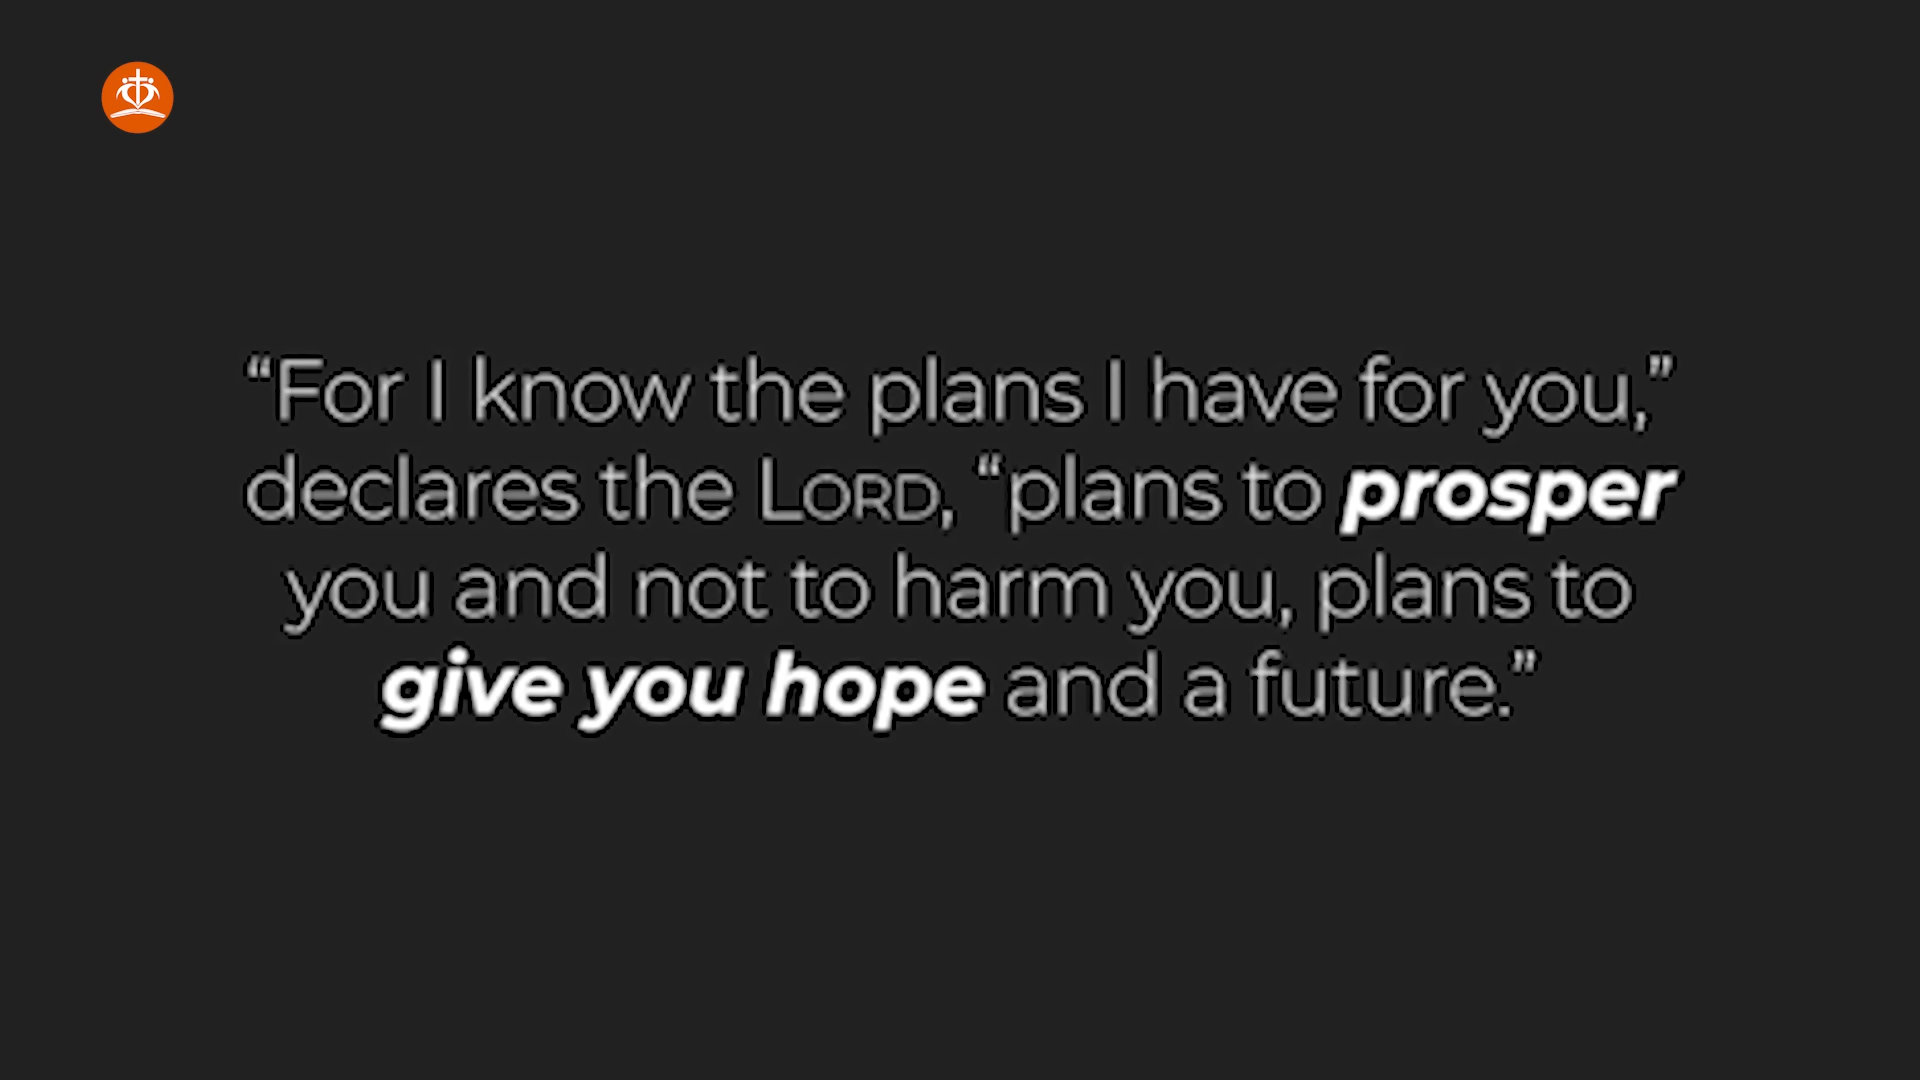 “For I know the plans I have for you,”
declares the LORD, “plans to prosper
you and not to harm you, plans to
give you hope and a future.”